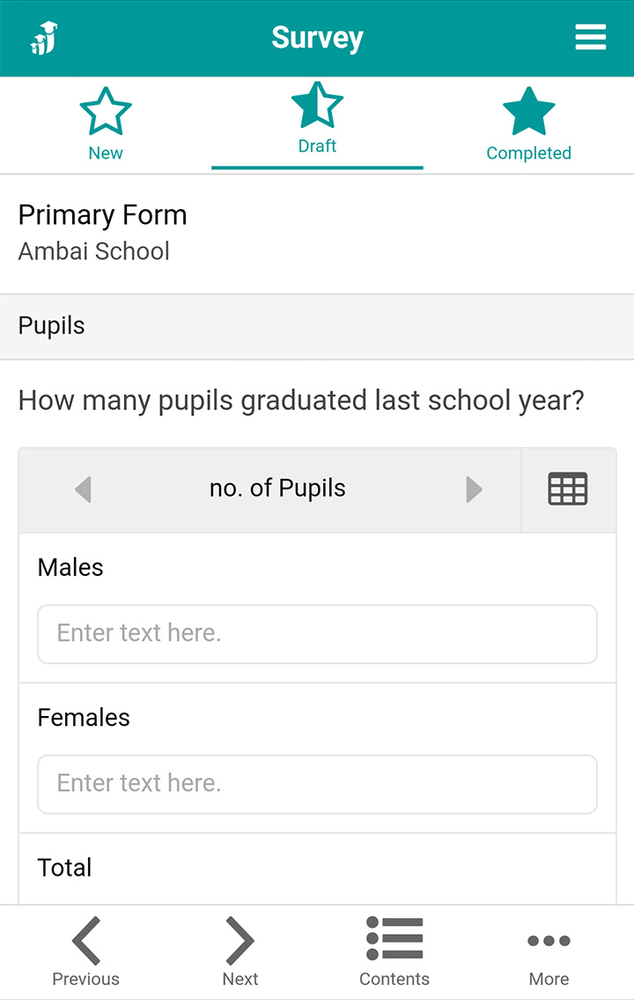 Survey
New
Draft
Completed
Primary Form
Ambai School
Pupils
How many pupils graduated last school year?
no. of Pupils
Males
Enter text here.
Females
Enter text here.
Total
Previous
Next
Contents
More